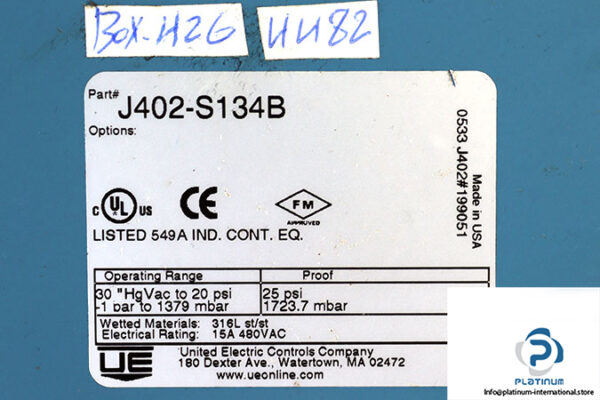 BOX-H26 UU82
Part#
J402-S134B
Options:
C UL US CE FM
APPROVED
LISTED 549A IND. CONT. EQ.
Made in USA
0533 J402#199051
Operating Range Proof
30 "HgVac to 20 psi 25 psi
-1 bar to 1379 mbar 1723.7 mbar
Wetted Materials: 316L st/st
Electrical Rating: 15A 480VAC
UE United Electric Controls Company
180 Dexter Ave., Watertown, MA 02472
www.ueonline.com
PLATINUM
Info@platinum-international.store